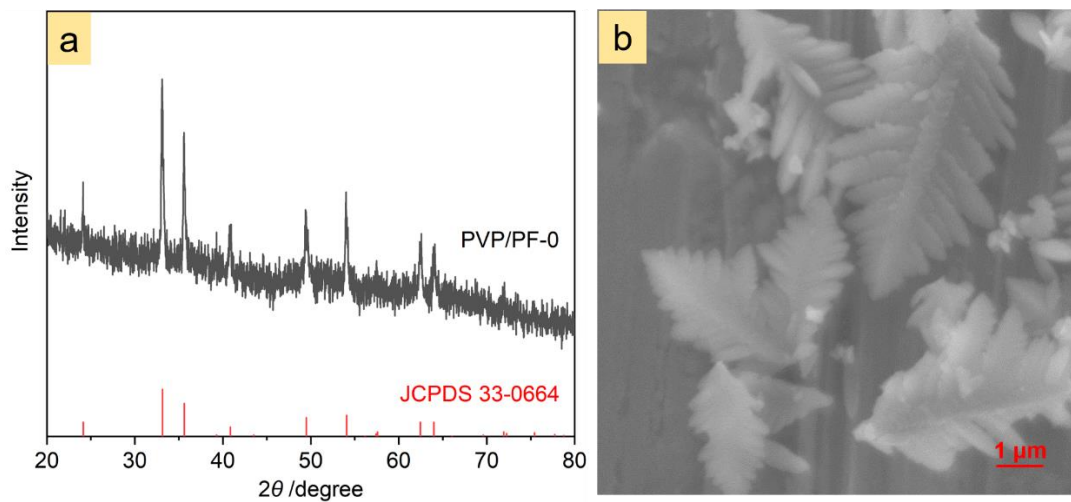 a
Intensity
PVP/PF-0
JCPDS 33-0664
20 30 40 50 60 70 80
2θ /degree
b
1 μm